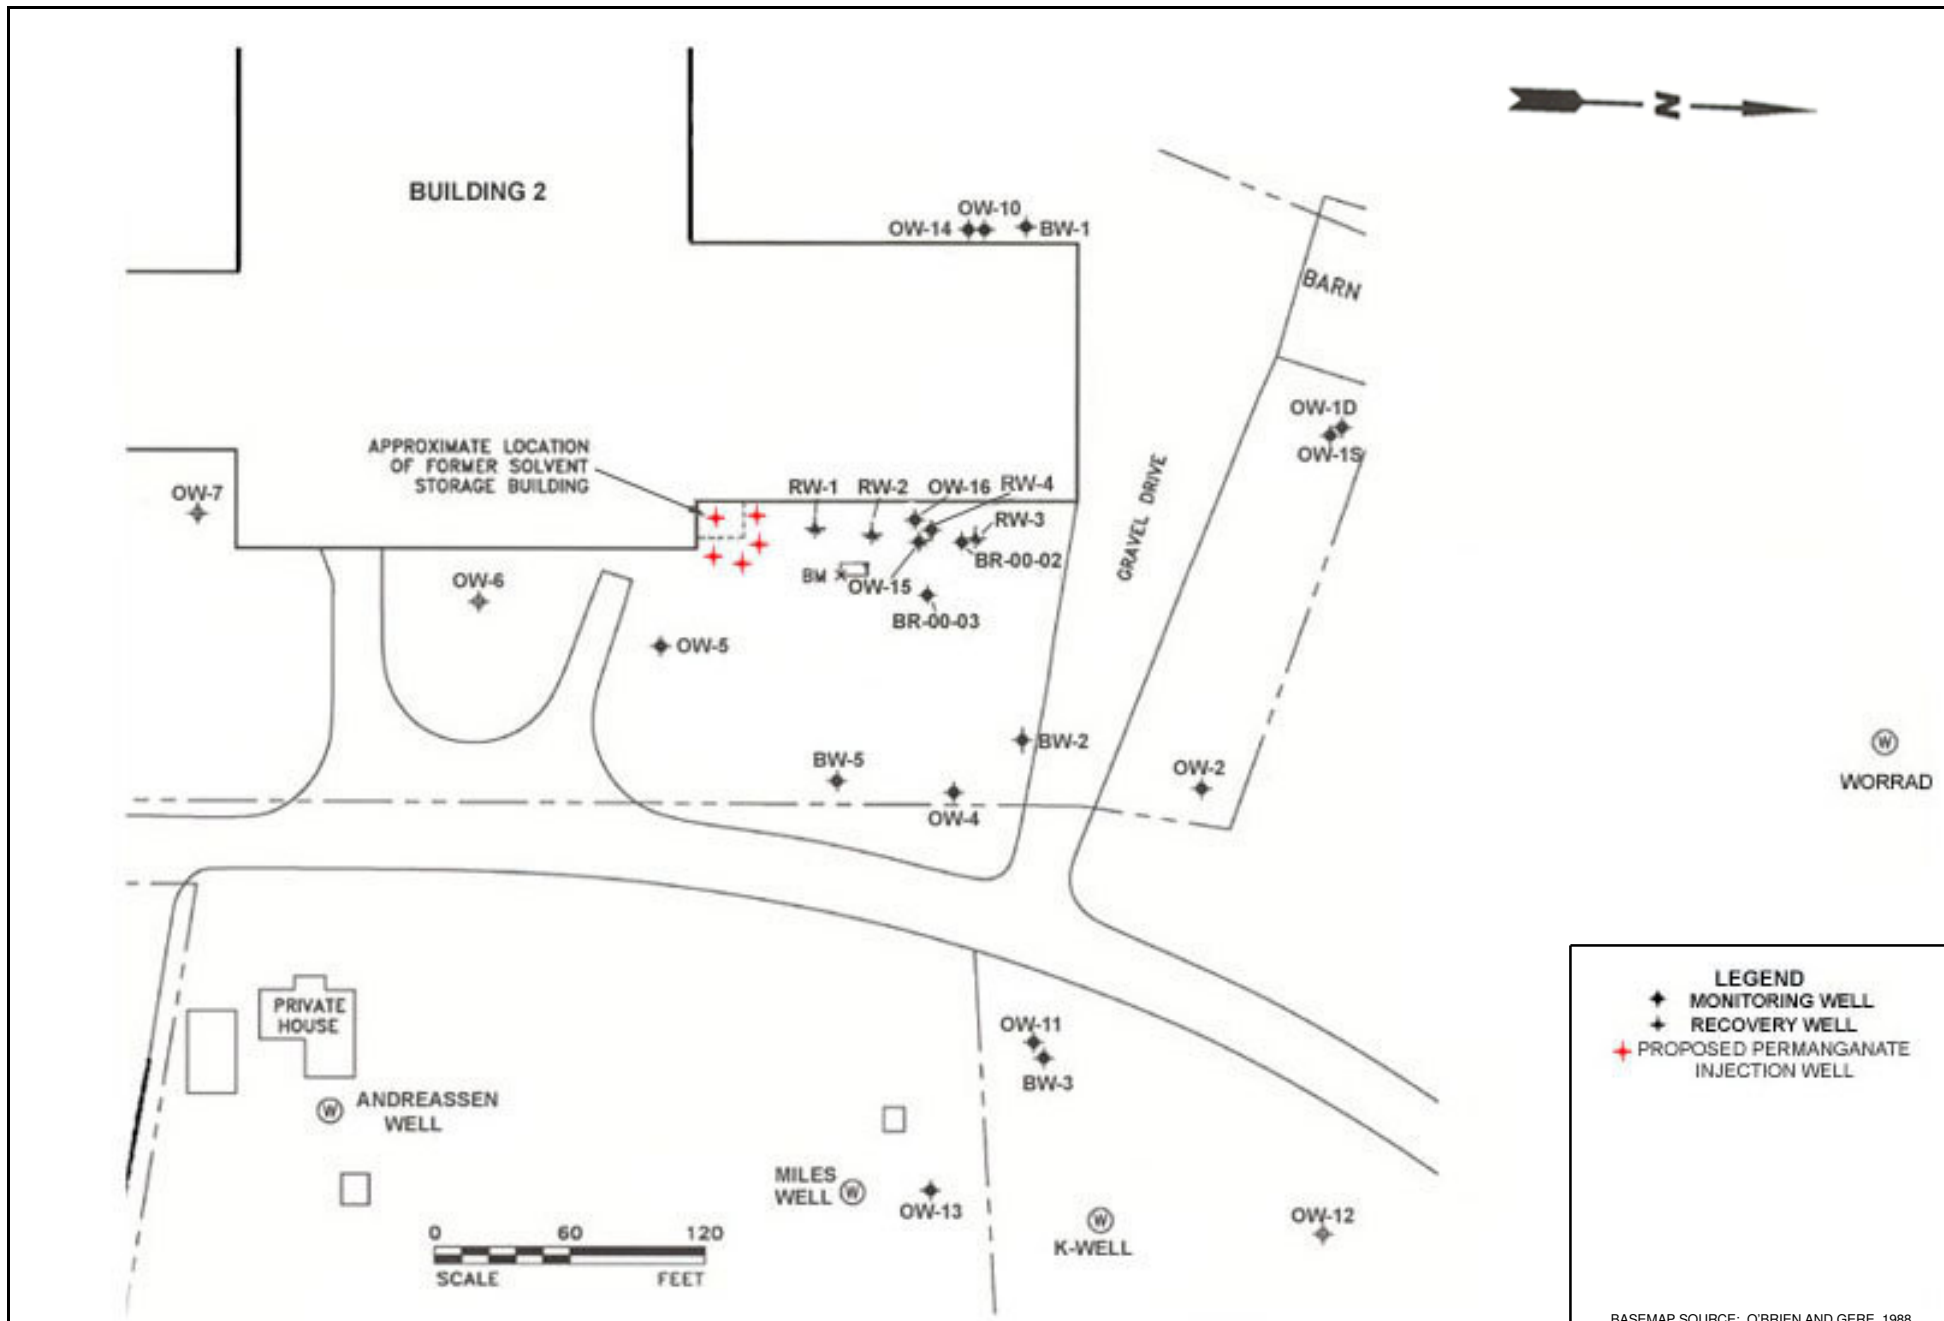 N
BUILDING 2
OW-10
OW-14
BW-1
BARN
OW-1D
OW-1S
APPROXIMATE LOCATION
OF FORMER SOLVENT
STORAGE BUILDING
OW-7
RW-1
RW-2
OW-16
RW-4
RW-3
BR-00-02
GRAVEL DRIVE
BM
OW-15
OW-6
BR-00-03
OW-5
BW-2
BW-5
OW-2
OW-4
W
WORRAD
PRIVATE
HOUSE
OW-11
BW-3
W
ANDREASSEN
WELL
MILES
WELL
W
OW-13
W
K-WELL
OW-12
0 60 120
SCALE FEET
LEGEND
MONITORING WELL
RECOVERY WELL
PROPOSED PERMANGANATE
INJECTION WELL
BASEMAP SOURCE: O'BRIEN AND GERE, 1988